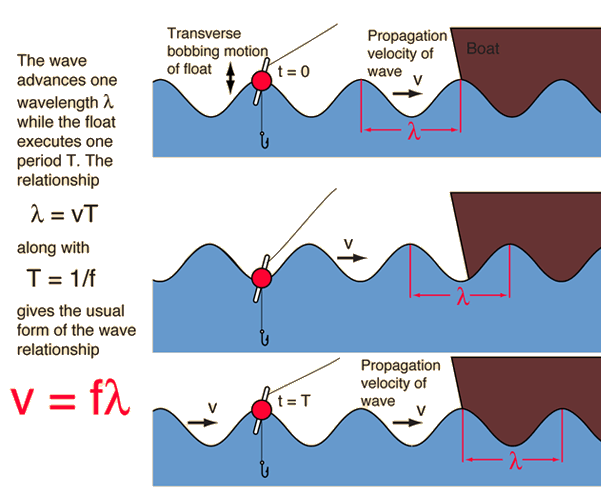 The wave
advances one
wavelength λ
while the float
executes one
period T. The
relationship
λ = vT
along with
T = 1/f
gives the usual
form of the wave
relationship
v = fλ
Transverse
bobbing motion
of float
t = 0
Propagation
velocity of
wave
v
Boat
λ
v
λ
v
t = T
Propagation
velocity of
wave
v
λ